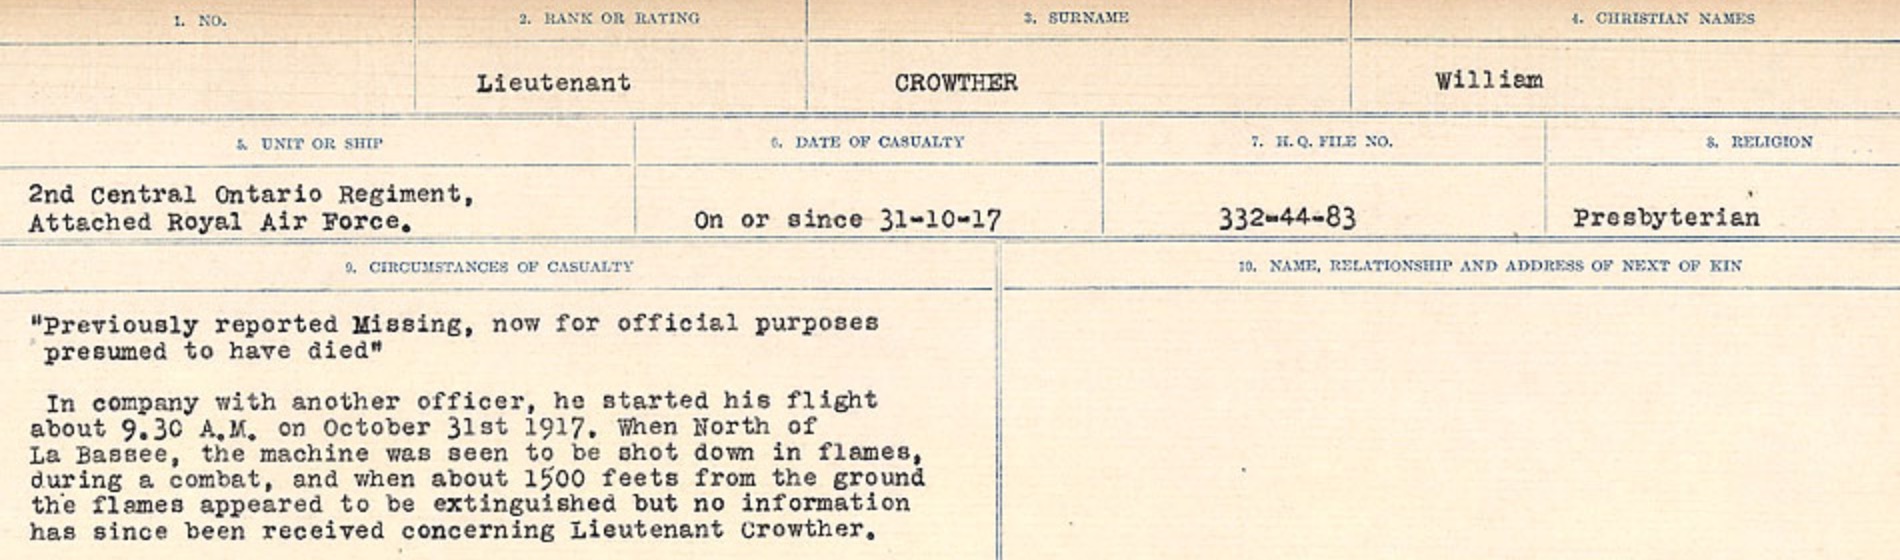 1. NO.
2. RANK OR RATING
3. SURNAME
4. CHRISTIAN NAMES
Lieutenant
CROWTHER
William
5. UNIT OR SHIP
6. DATE OF CASUALTY
7. H.Q. FILE NO.
8. RELIGION
2nd Central Ontario Regiment,
Attached Royal Air Force.
On or since 31-10-17
332-44-83
Presbyterian
9. CIRCUMSTANCES OF CASUALTY
10. NAME, RELATIONSHIP AND ADDRESS OF NEXT OF KIN
"Previously reported Missing, now for official purposes
presumed to have died"
In company with another officer, he started his flight
about 9.30 A.M. on October 31st 1917. When North of
La Bassee, the machine was seen to be shot down in flames,
during a combat, and when about 1500 feets from the ground
the flames appeared to be extinguished but no information
has since been received concerning Lieutenant Crowther.